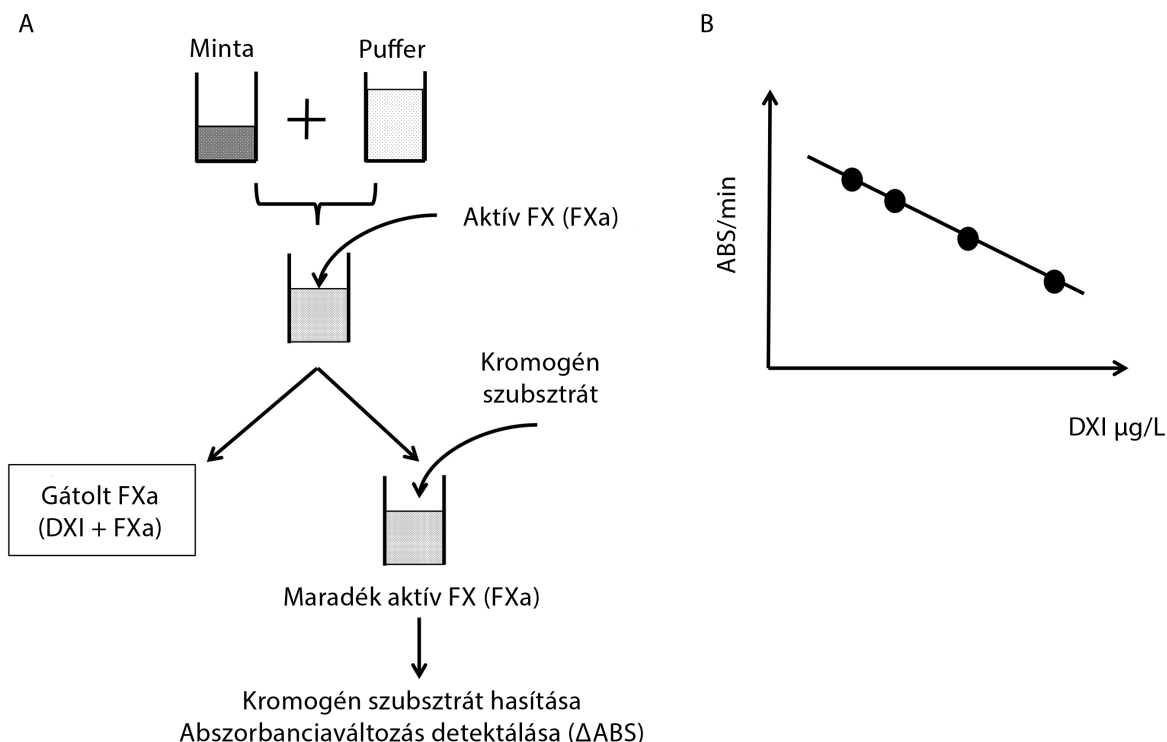 A
Minta
Puffer
Aktív FX (FXa)
Kromogén
szubsztrát
Gátolt FXa
(DXI + FXa)
Maradék aktív FX (FXa)
Kromogén szubsztrát hasítása
Abszorbanciaváltozás detektálása (ΔABS)
B
ABS/min
DXI µg/L